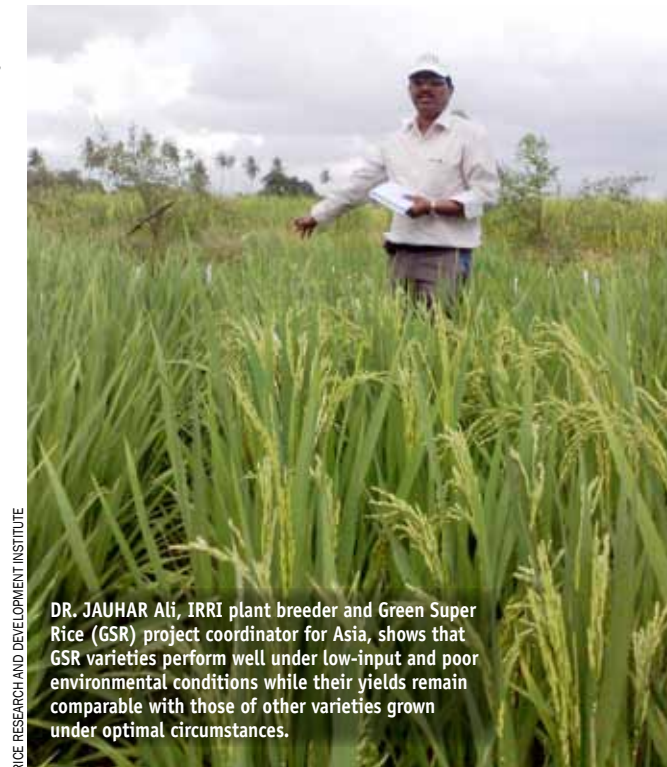 RICE RESEARCH AND DEVELOPMENT INSTITUTE
DR. JAUHAR Ali, IRRI plant breeder and Green Super
Rice (GSR) project coordinator for Asia, shows that
GSR varieties perform well under low-input and poor
environmental conditions while their yields remain
comparable with those of other varieties grown
under optimal circumstances.